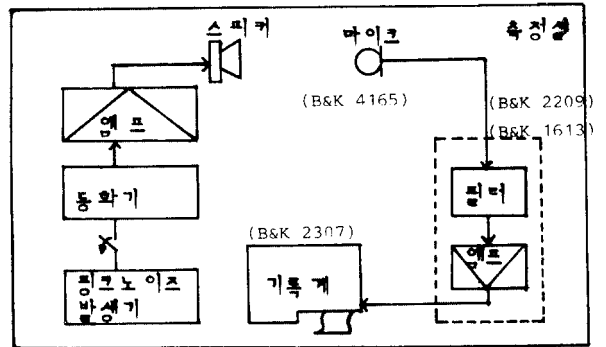 스피커
마이크
측정실
(B&K 4165)
(B&K 2209)
(B&K 1613)
앰프
동화기
필터
(B&K 2307)
앰프
핑크노이즈
발생기
기록계